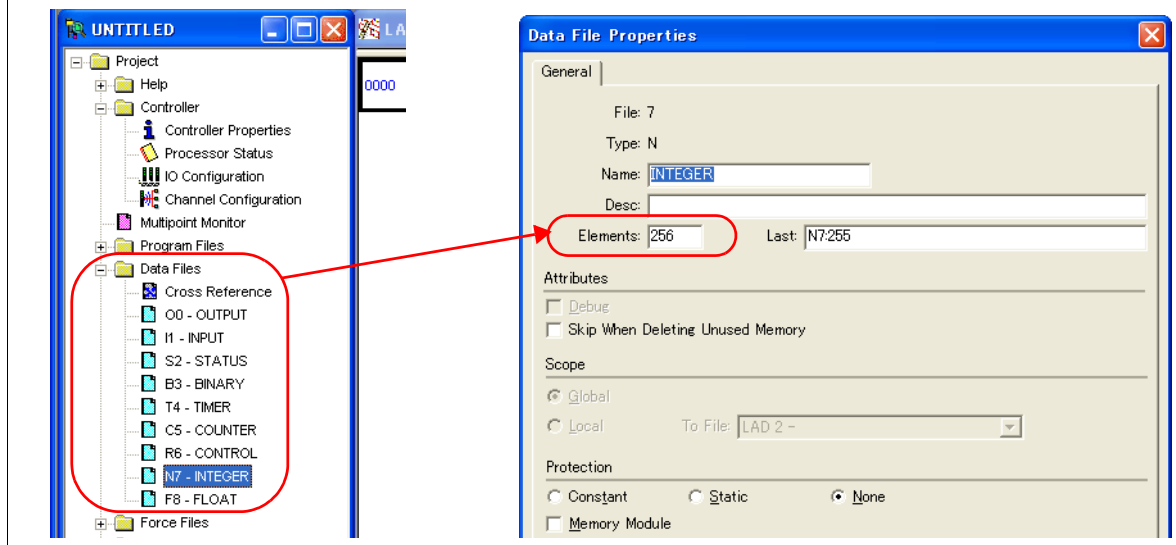 UNTITLED
LA
0000
Project
Help
Controller
Controller Properties
Processor Status
IO Configuration
Channel Configuration
Multipoint Monitor
Program Files
Data Files
Cross Reference
O0 - OUTPUT
I1 - INPUT
S2 - STATUS
B3 - BINARY
T4 - TIMER
C5 - COUNTER
R6 - CONTROL
N7 - INTEGER
F8 - FLOAT
Force Files
Data File Properties
General
File: 7
Type: N
Name: INTEGER
Desc:
Elements: 256 Last: N7:255
Attributes
Debug
Skip When Deleting Unused Memory
Scope
Global
Local To File: LAD 2 -
Protection
Constant Static None
Memory Module